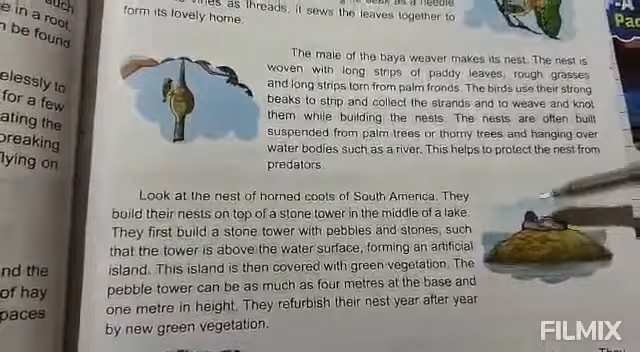 such
e in a root,
n be found
elessly to
for a few
ating the
breaking
lying on
nd the
of hay
paces
as threads, it sews the leaves together to
form its lovely home.
The male of the baya weaver makes its nest. The nest is
woven with long strips of paddy leaves, rough grasses
and long strips torn from palm fronds. The birds use their strong
beaks to strip and collect the strands and to weave and knot
them while building the nests. The nests are often built
suspended from palm trees or thorny trees and hanging over
water bodies such as a river. This helps to protect the nest from
predators.
Look at the nest of horned coots of South America. They
build their nests on top of a stone tower in the middle of a lake.
They first build a stone tower with pebbles and stones, such
that the tower is above the water surface, forming an artificial
island. This island is then covered with green vegetation. The
pebble tower can be as much as four metres at the base and
one metre in height. They refurbish their nest year after year
by new green vegetation.
FILMIX